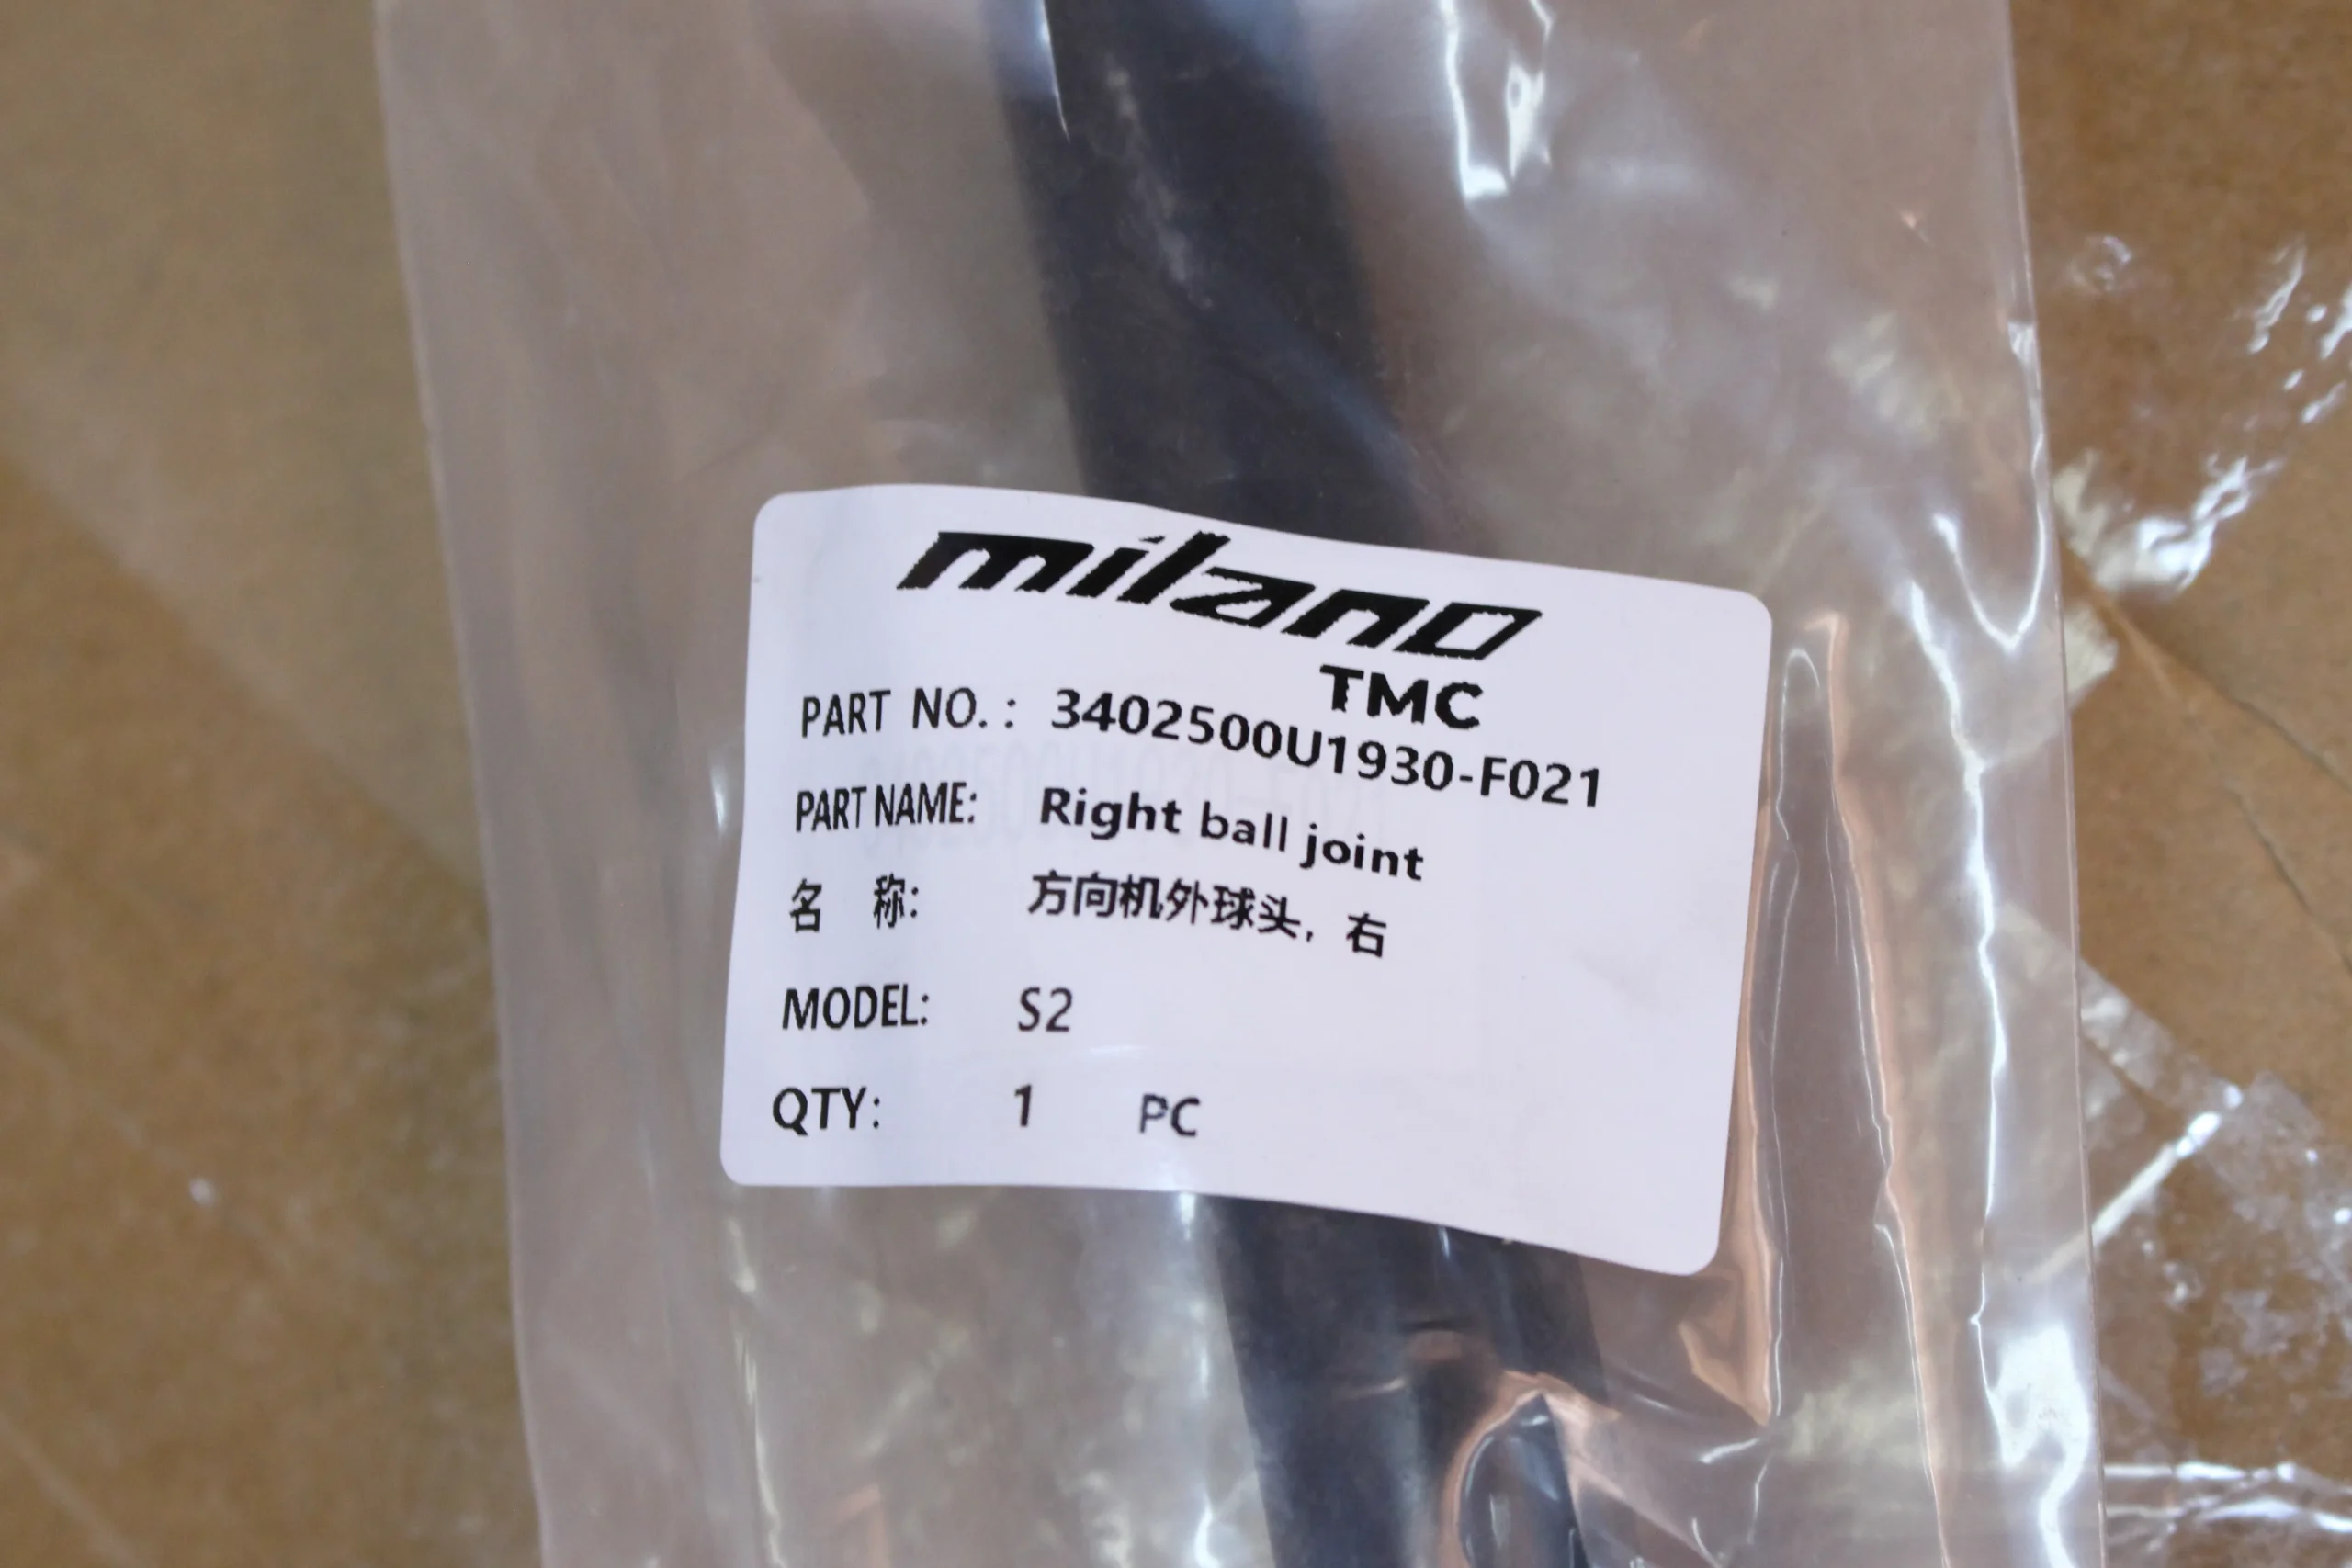 milano
TMC
PART NO.: 3402500U1930-F021
PART NAME: Right ball joint
名 称: 方向机外球头, 右
MODEL: S2
QTY: 1 PC